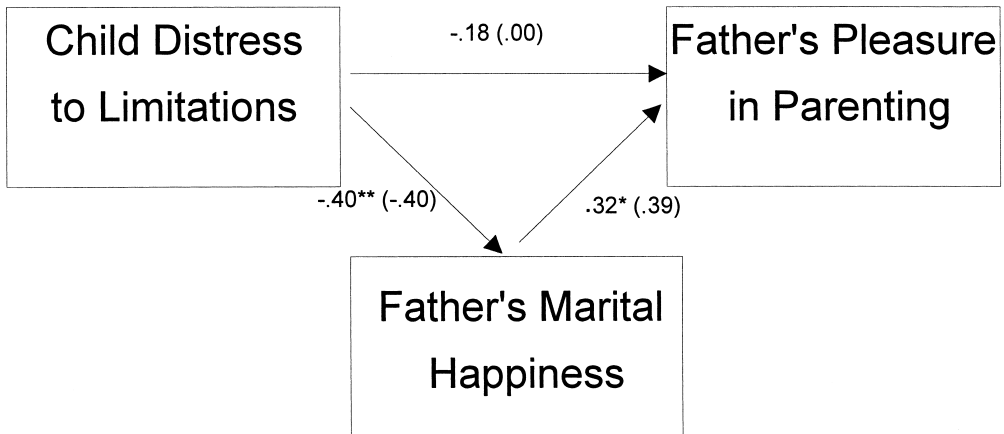 Child Distress
to Limitations
-.18 (.00)
Father's Pleasure
in Parenting
-.40** (-.40)
.32* (.39)
Father's Marital
Happiness